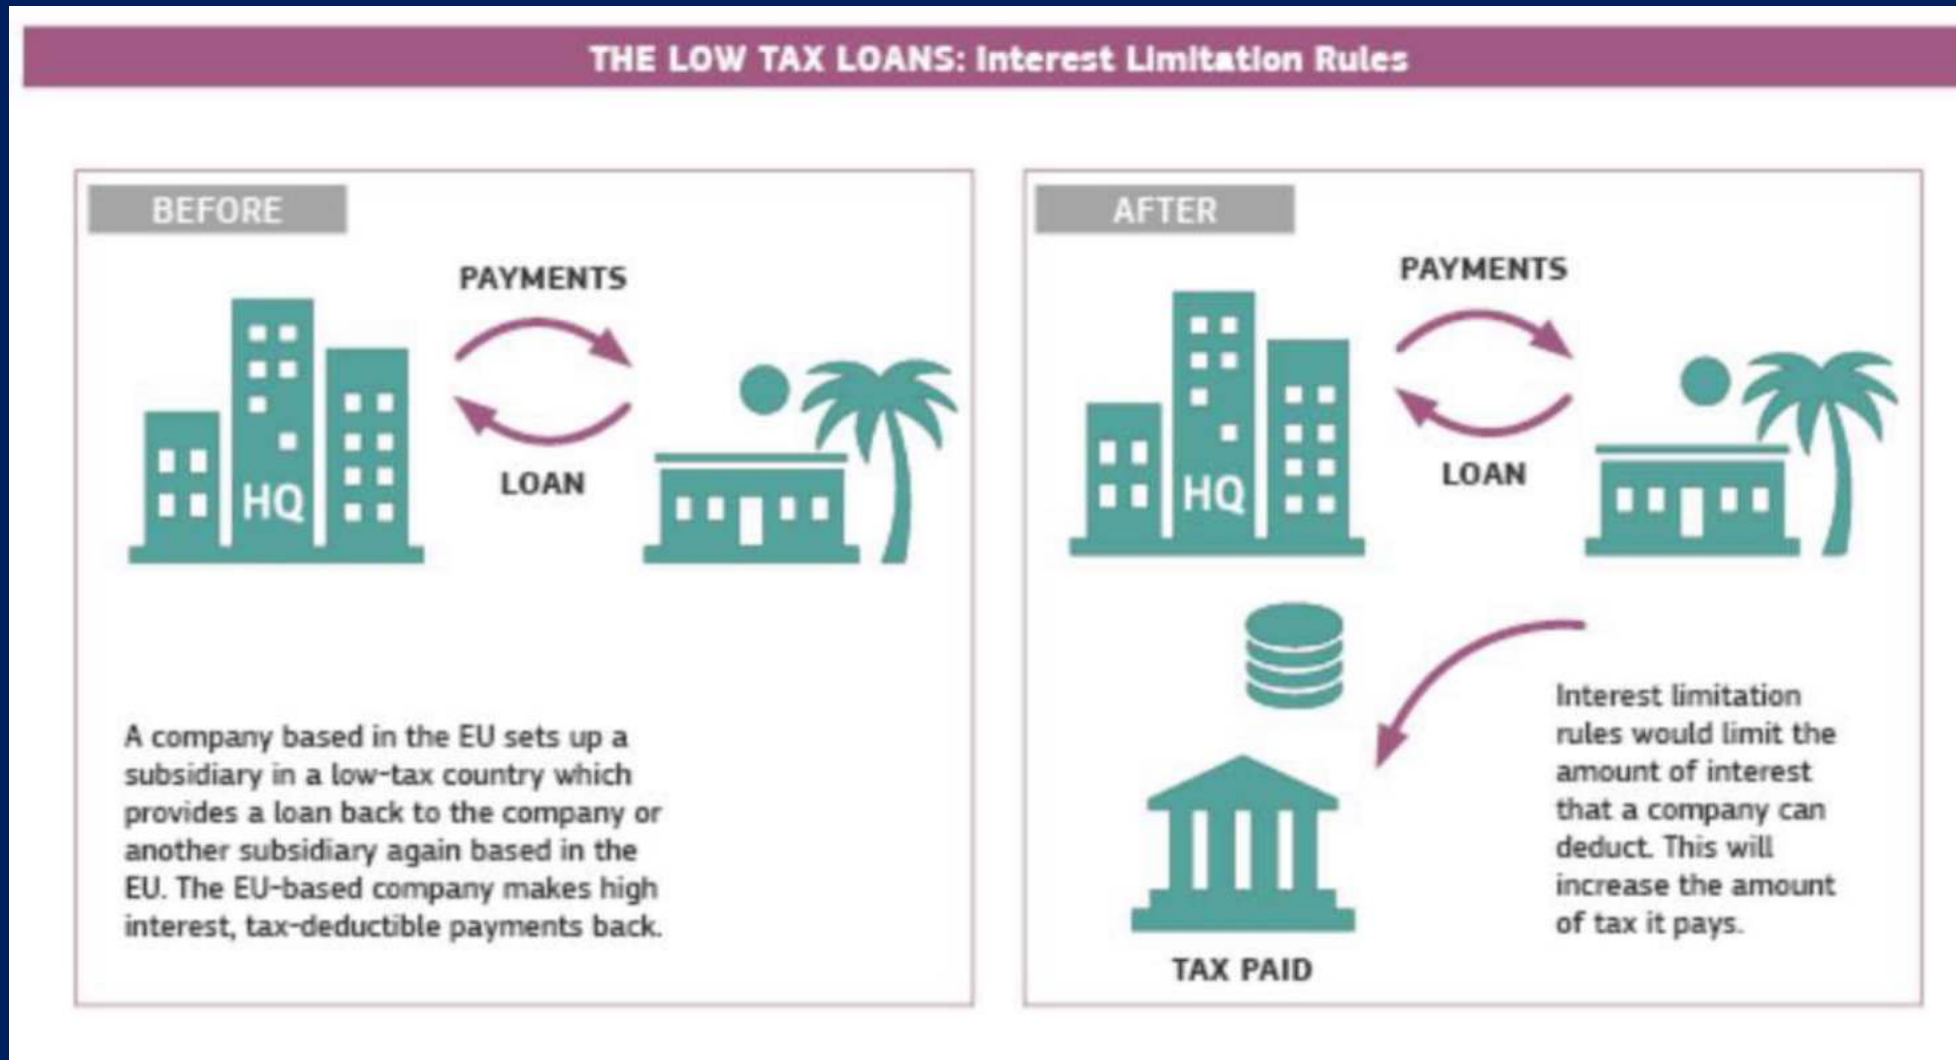 THE LOW TAX LOANS: Interest Limitation Rules
BEFORE
PAYMENTS
LOAN
HQ
A company based in the EU sets up a
subsidiary in a low-tax country which
provides a loan back to the company or
another subsidiary again based in the
EU. The EU-based company makes high
interest, tax-deductible payments back.
AFTER
PAYMENTS
LOAN
HQ
Interest limitation
rules would limit the
amount of interest
that a company can
deduct. This will
increase the amount
of tax it pays.
TAX PAID